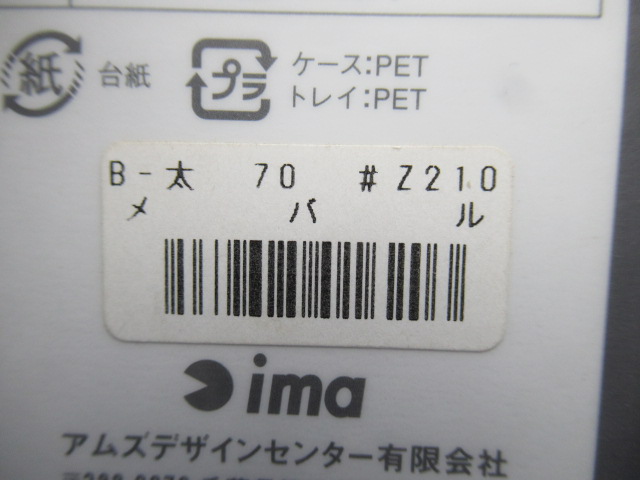 紙 台紙 プラ ケース:PET
トレイ:PET
B-太 70 #Z210
メバル
ima
アムズデザインセンター有限会社